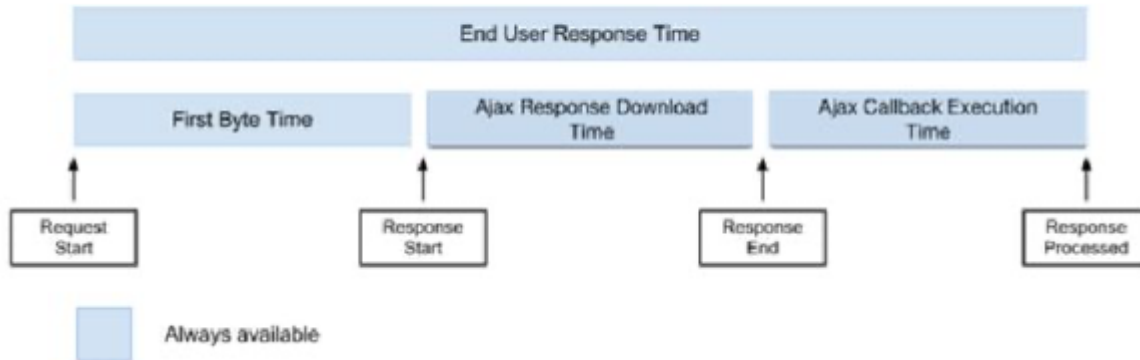 End User Response Time
First Byte Time
Ajax Response Download
Time
Ajax Callback Execution
Time
Request
Start
Response
Start
Response
End
Response
Processed
Always available